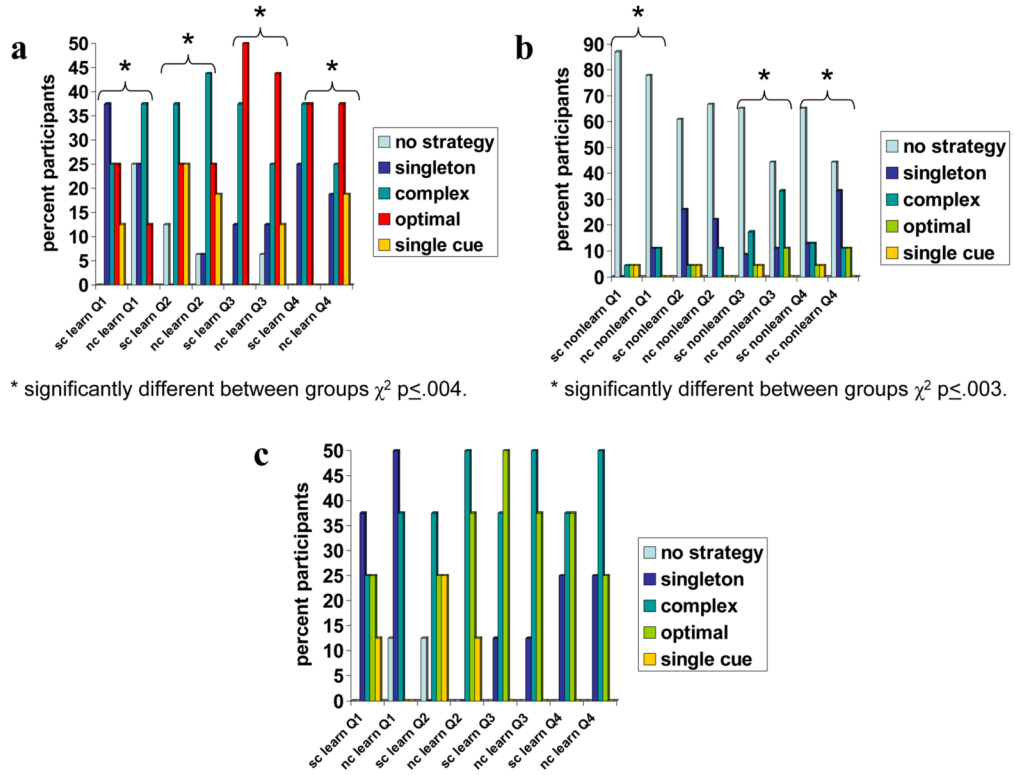 a
*
*
*
*
percent participants
50
45
40
35
30
25
20
15
10
5
0
sc learn Q1
nc learn Q1
sc learn Q2
nc learn Q2
sc learn Q3
nc learn Q3
sc learn Q4
nc learn Q4
no strategy
singleton
complex
optimal
single cue
* significantly different between groups χ² p≤.004.
b
*
*
*
percent participants
90
80
70
60
50
40
30
20
10
0
sc nonlearn Q1
nc nonlearn Q1
sc nonlearn Q2
nc nonlearn Q2
sc nonlearn Q3
nc nonlearn Q3
sc nonlearn Q4
nc nonlearn Q4
no strategy
singleton
complex
optimal
single cue
* significantly different between groups χ² p≤.003.
c
percent participants
50
45
40
35
30
25
20
15
10
5
0
sc learn Q1
nc learn Q1
sc learn Q2
nc learn Q2
sc learn Q3
nc learn Q3
sc learn Q4
nc learn Q4
no strategy
singleton
complex
optimal
single cue